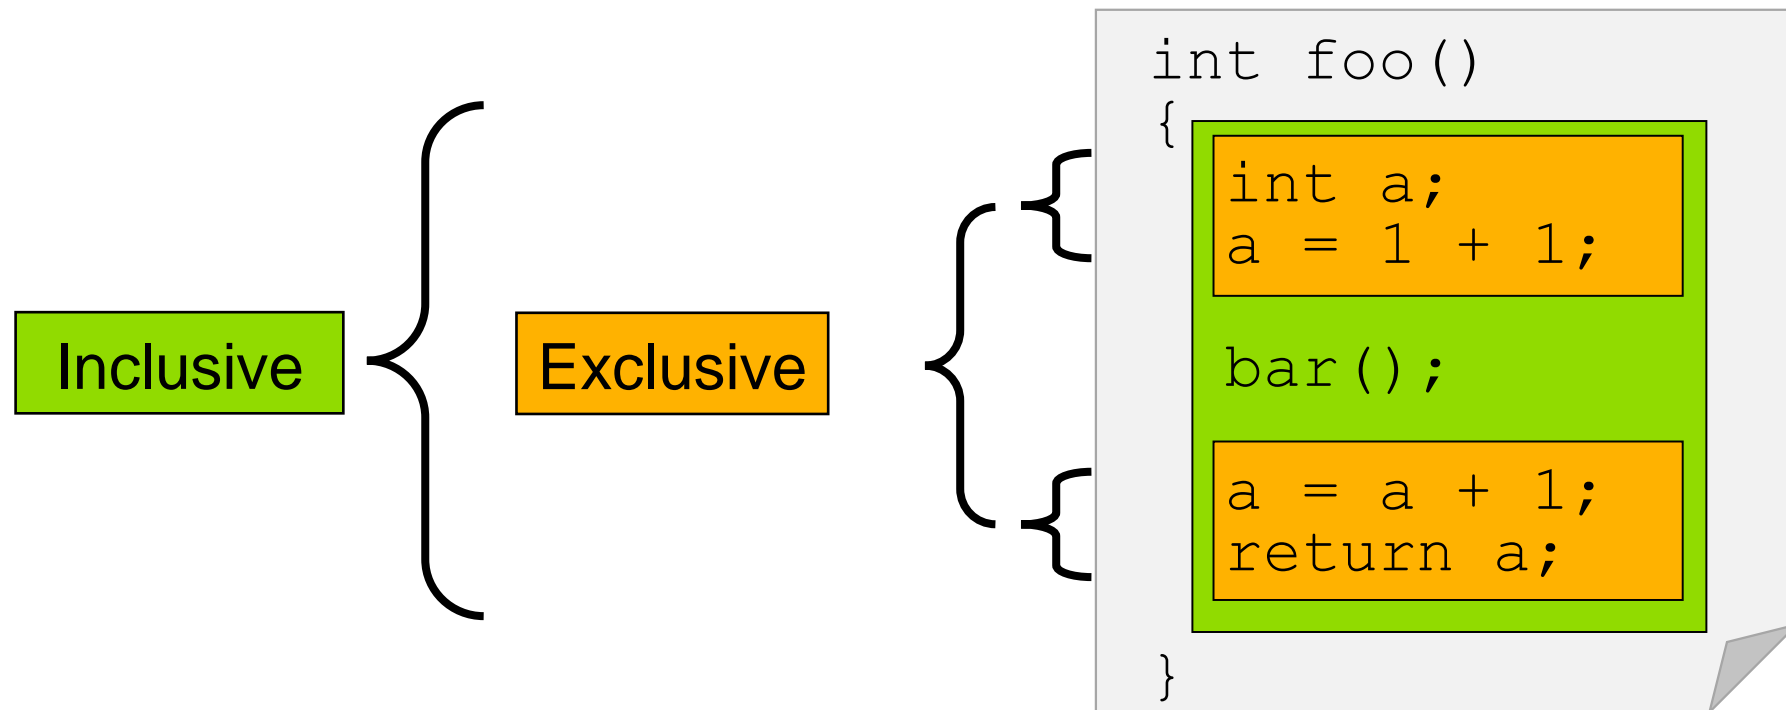 Inclusive
Exclusive
int foo()
{
int a;
a = 1 + 1;
bar();
a = a + 1;
return a;
}